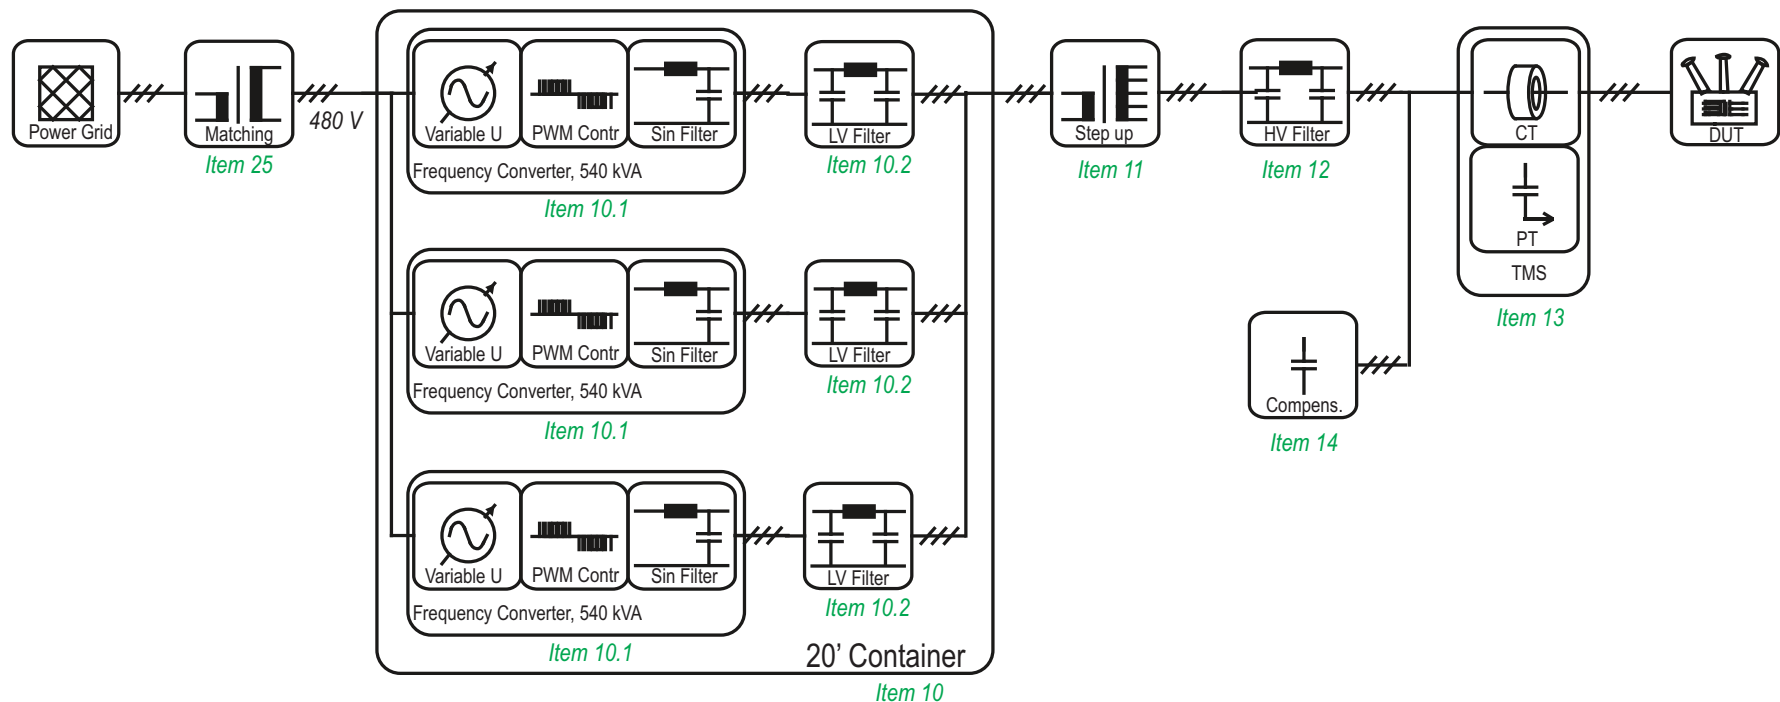 Power Grid
Matching
Item 25
480 V
Variable U
PWM Contr
Sin Filter
Frequency Converter, 540 kVA
Item 10.1
LV Filter
Item 10.2
Variable U
PWM Contr
Sin Filter
Frequency Converter, 540 kVA
Item 10.1
LV Filter
Item 10.2
Variable U
PWM Contr
Sin Filter
Frequency Converter, 540 kVA
Item 10.1
LV Filter
Item 10.2
20' Container
Item 10
Step up
Item 11
HV Filter
Item 12
Compens.
Item 14
CT
PT
TMS
Item 13
DUT